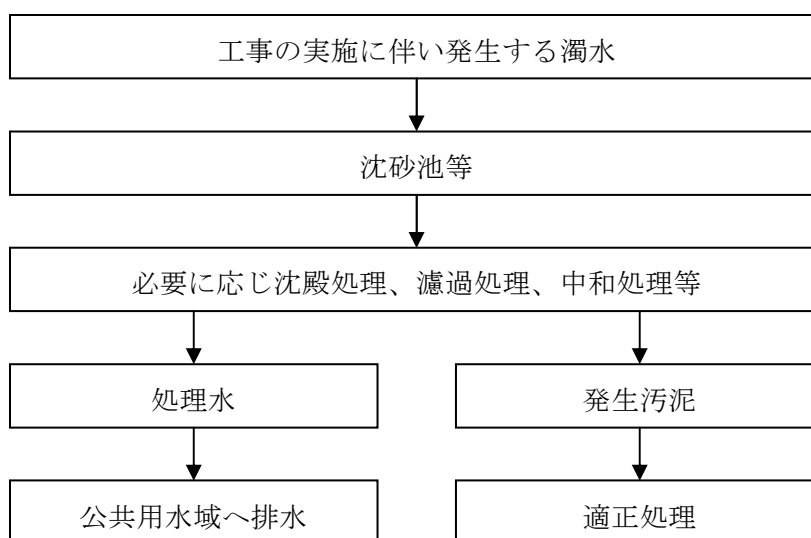 工事の実施に伴い発生する濁水
沈砂池等
必要に応じ沈殿処理、濾過処理、中和処理等
処理水
発生汚泥
公共用水域へ排水
適正処理